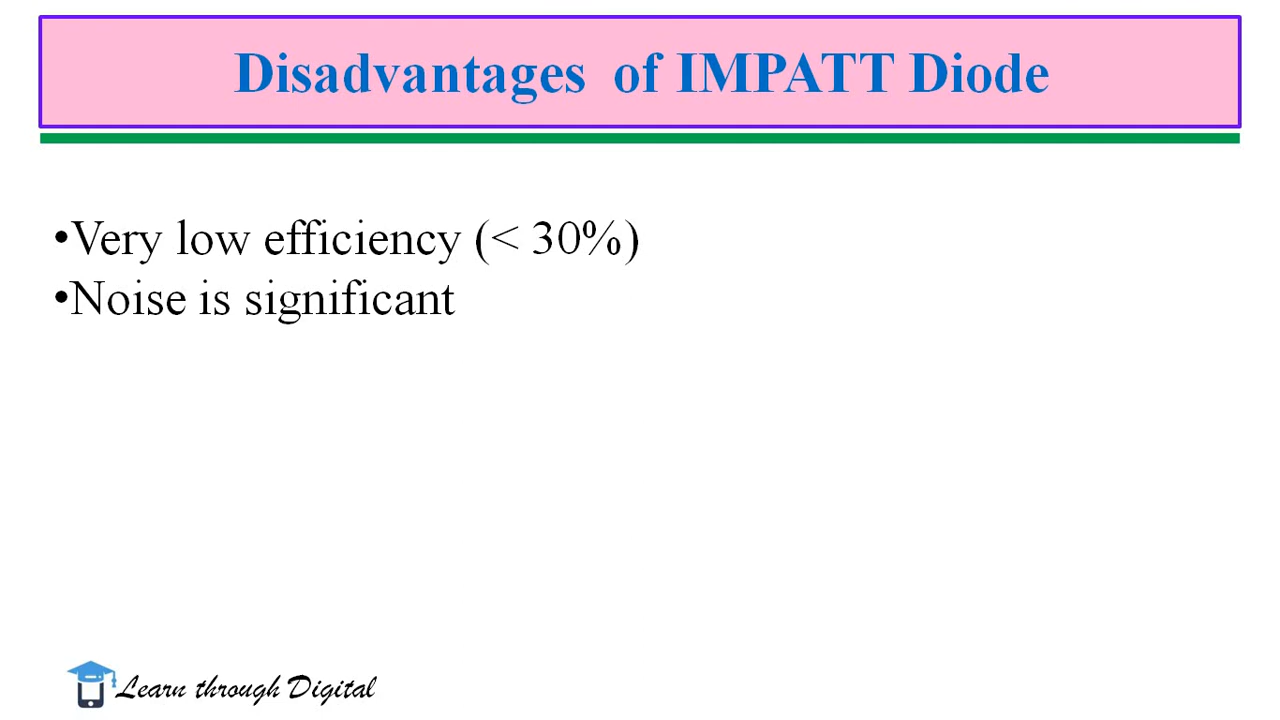 Disadvantages of IMPATT Diode
•Very low efficiency (< 30%)
•Noise is significant
Learn through Digital